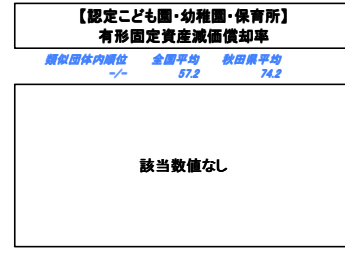 【認定こども園・幼稚園・保育所】
有形固定資産減価償却率
類似団体内順位 全国平均 秋田県平均
-/- 57.2 74.2
該当数値なし